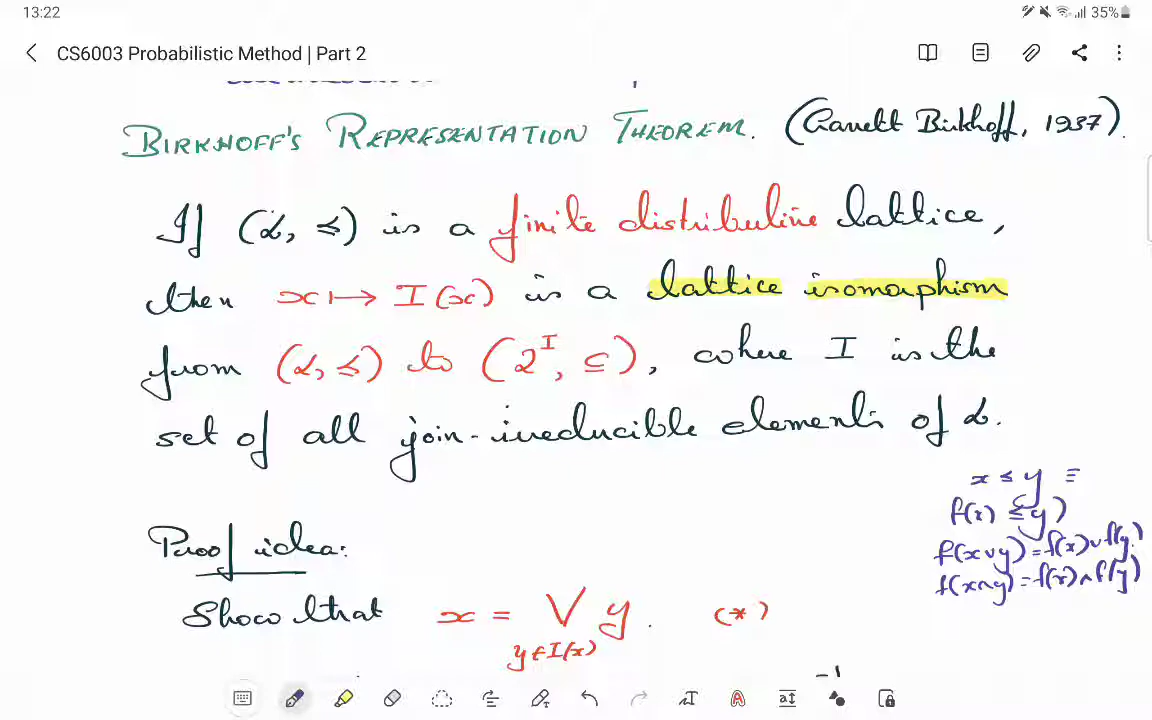 13:22
35%
CS6003 Probabilistic Method | Part 2
BIRKHOFF'S REPRESENTATION THEOREM. (Garrett Birkhoff, 1937).
If (L, ≤) is a finite distributive lattice,
then x ↦ I(x) is a lattice isomorphism
from (L, ≤) to (2^I, ⊆), where I is the
set of all join-irreducible elements of L.
x ≤ y ≡
f(x) ≤ y)
f(x∨y) = f(x)∨f(y).
f(x∧y) = f(x)∧f(y)
Proof idea:
Show that x = ⋁ y. (*)
y∈I(x)
-1